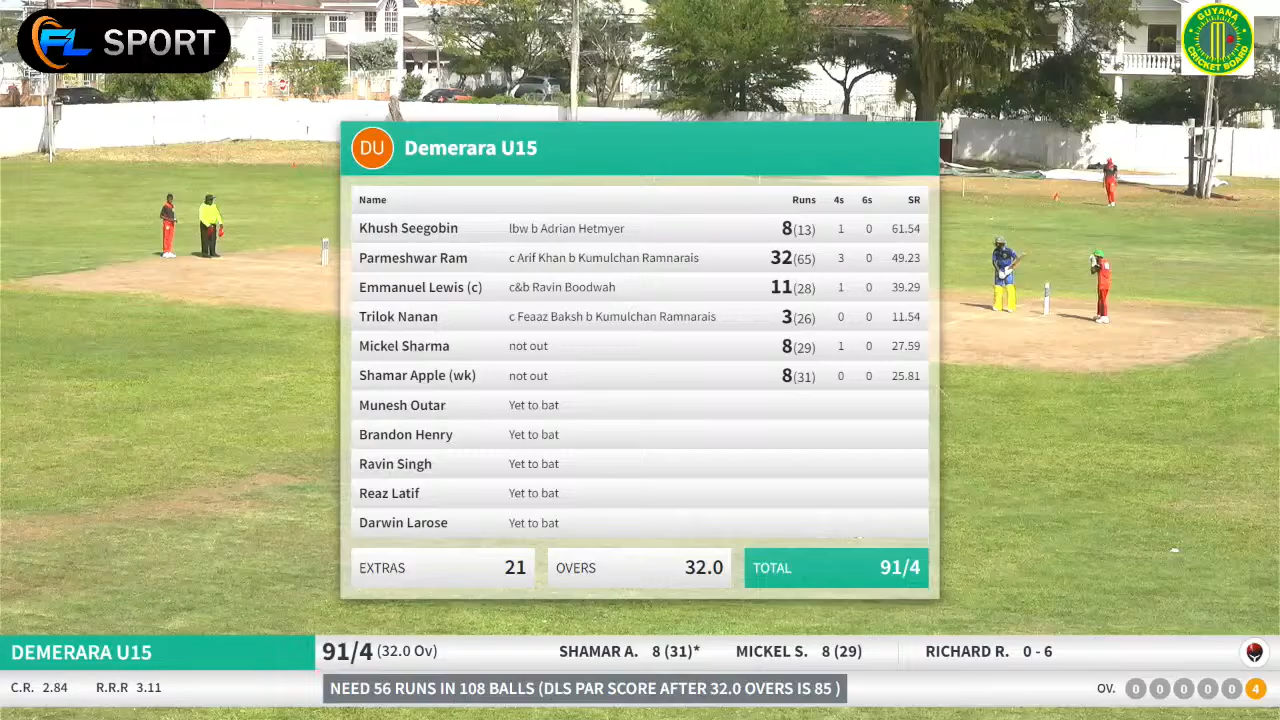 FL SPORT
GUYANA
CRICKET BOARD
DU Demerara U15
Name Runs 4s 6s SR
Khush Seegobin lbw b Adrian Hetmyer 8(13) 1 0 61.54
Parmeshwar Ram c Arif Khan b Kumulchan Ramnarais 32(65) 3 0 49.23
Emmanuel Lewis (c) c&b Ravin Boodwah 11(28) 1 0 39.29
Trilok Nanan c Feaaz Baksh b Kumulchan Ramnarais 3(26) 0 0 11.54
Mickel Sharma not out 8(29) 1 0 27.59
Shamar Apple (wk) not out 8(31) 0 0 25.81
Munesh Outar Yet to bat
Brandon Henry Yet to bat
Ravin Singh Yet to bat
Reaz Latif Yet to bat
Darwin Larose Yet to bat
EXTRAS 21 OVERS 32.0 TOTAL 91/4
DEMERARA U15 91/4 (32.0 Ov) SHAMAR A. 8 (31)* MICKEL S. 8 (29) RICHARD R. 0 - 6
C.R. 2.84 R.R.R 3.11 NEED 56 RUNS IN 108 BALLS (DLS PAR SCORE AFTER 32.0 OVERS IS 85 ) OV. 0 0 0 0 0 4